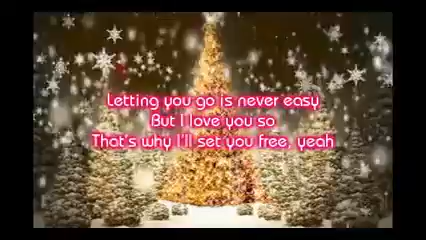 Letting you go is never easy
But I love you so
That's why I'll set you free, yeah